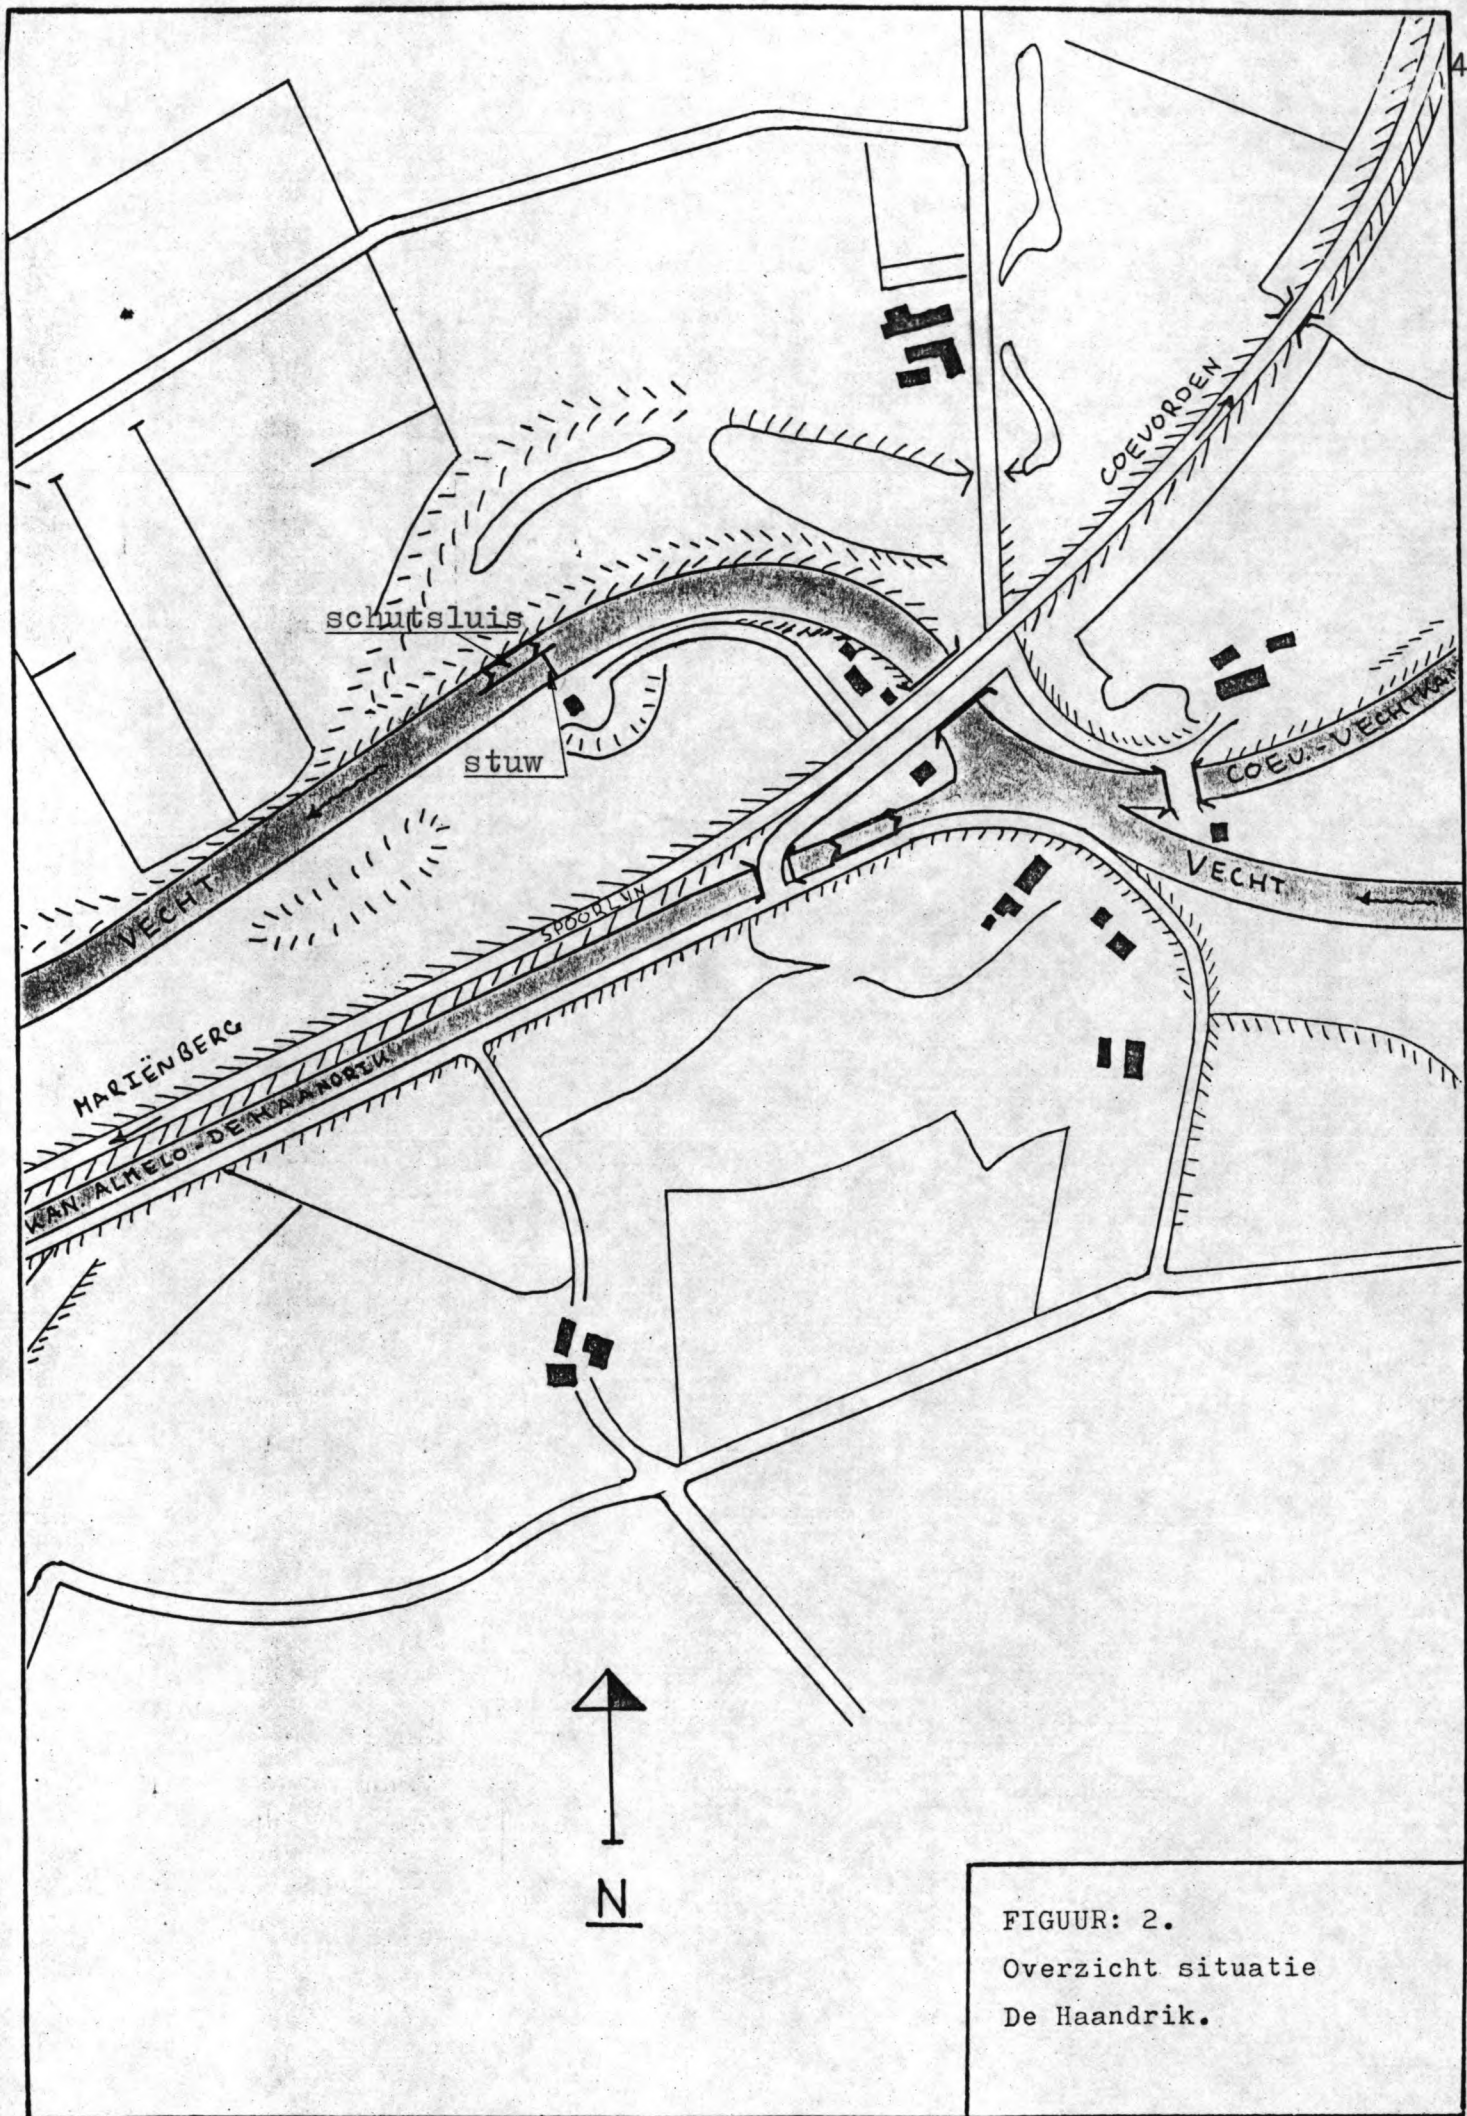 4
COEVORDEN
schutsluis
stuw
COEV.-VECHTKAN
VECHT
VECHT
SPOORLIJN
MARIËNBERG
KAN. ALMELO-DE HAANDRIK
N
FIGUUR: 2.
Overzicht situatie
De Haandrik.